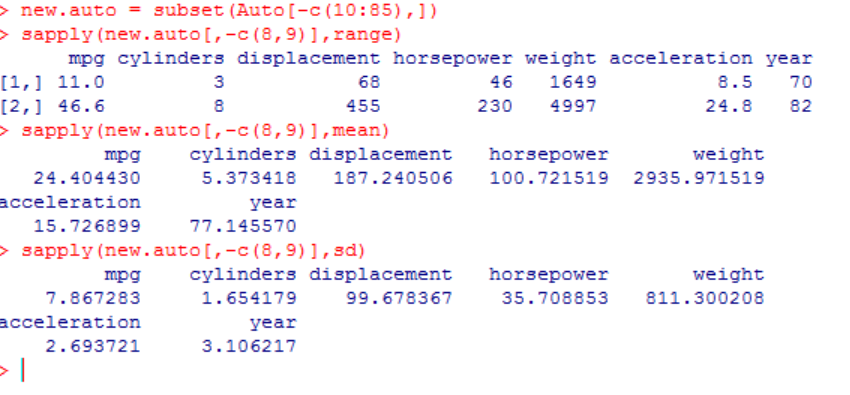 > new.auto = subset(Auto[-c(10:85),])
> sapply(new.auto[,-c(8,9)],range)
mpg cylinders displacement horsepower weight acceleration year
[1,] 11.0 3 68 46 1649 8.5 70
[2,] 46.6 8 455 230 4997 24.8 82
> sapply(new.auto[,-c(8,9)],mean)
mpg cylinders displacement horsepower weight
24.404430 5.373418 187.240506 100.721519 2935.971519
acceleration year
15.726899 77.145570
> sapply(new.auto[,-c(8,9)],sd)
mpg cylinders displacement horsepower weight
7.867283 1.654179 99.678367 35.708853 811.300208
acceleration year
2.693721 3.106217
>